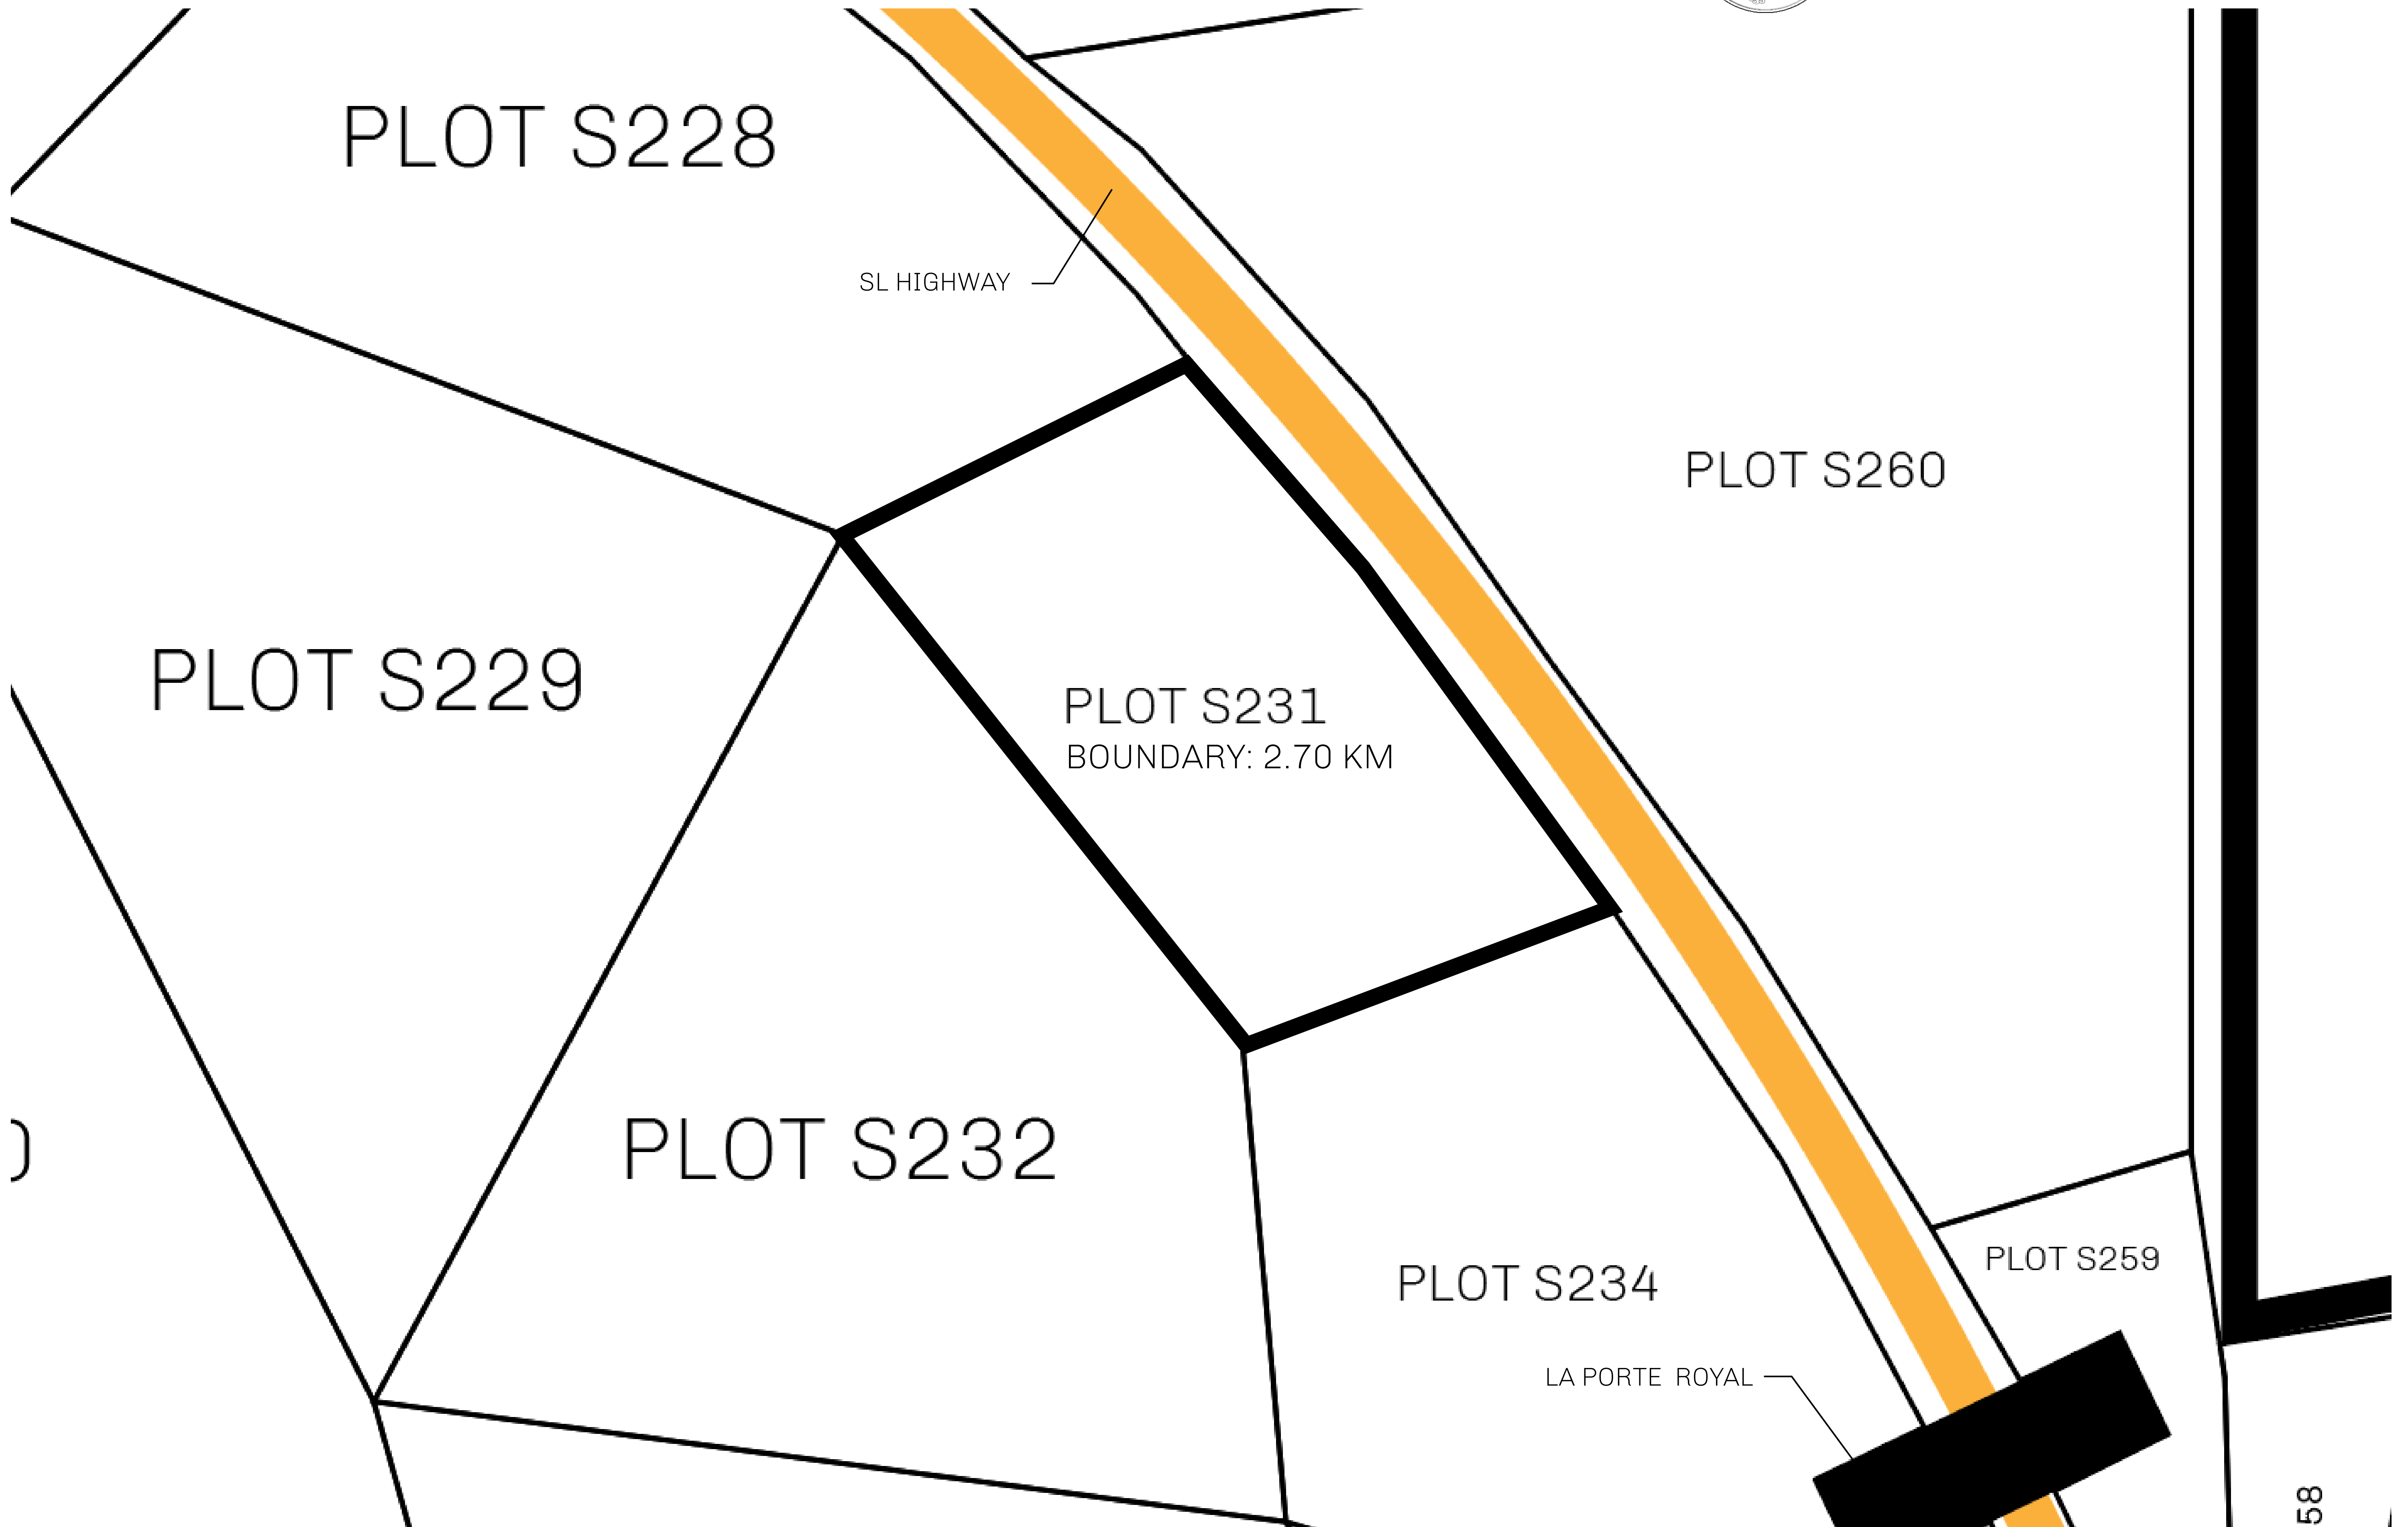 PLOT S228
SL HIGHWAY
PLOT S260
PLOT S229
PLOT S231
BOUNDARY: 2.70 KM
PLOT S232
PLOT S259
PLOT S234
LA PORTE ROYAL
58